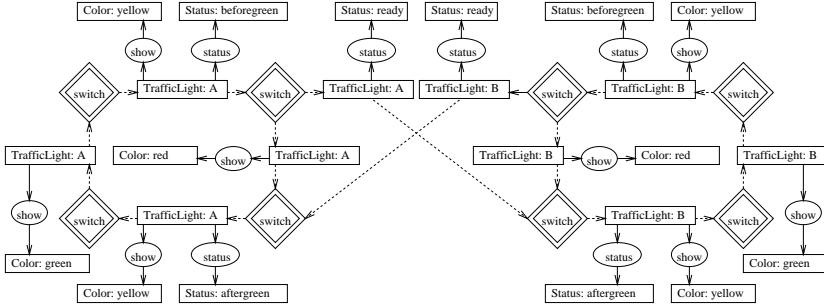 Color: yellow
Status: beforegreen
Status: ready
Status: ready
Status: beforegreen
Color: yellow
show
status
status
status
status
show
switch
TrafficLight: A
switch
TrafficLight: A
TrafficLight: B
switch
TrafficLight: B
switch
TrafficLight: A
Color: red
show
TrafficLight: A
TrafficLight: B
show
Color: red
TrafficLight: B
show
switch
TrafficLight: A
switch
switch
TrafficLight: B
switch
show
show
status
status
show
Color: green
Color: green
Color: yellow
Status: aftergreen
Status: aftergreen
Color: yellow